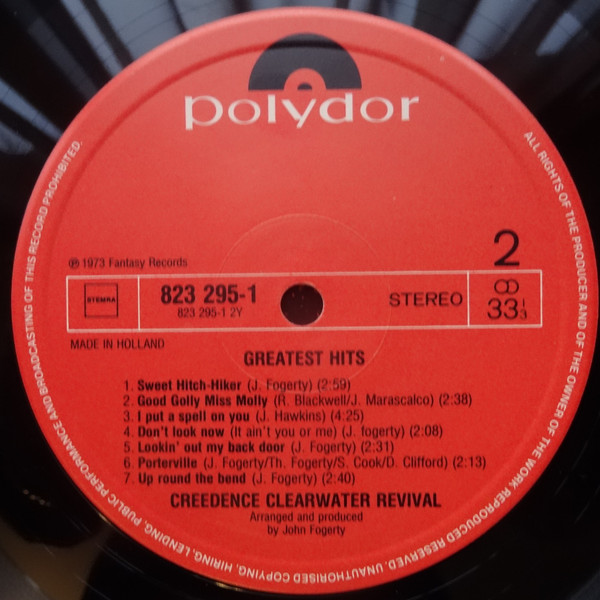 polydor
ALL RIGHTS OF THE PRODUCER AND OF THE OWNER OF THE WORK REPRODUCED RESERVED. UNAUTHORISED COPYING, HIRING, LENDING, PUBLIC PERFORMANCE AND BROADCASTING OF THIS RECORD PROHIBITED.
2
℗ 1973 Fantasy Records
STEMRA
823 295-1
823 295-1 2Y
STEREO
33 1/3
MADE IN HOLLAND
GREATEST HITS
1. Sweet Hitch-Hiker (J. Fogerty) (2:59)
2. Good Golly Miss Molly (R. Blackwell/J. Marascalco) (2:38)
3. I put a spell on you (J. Hawkins) (4:25)
4. Don't look now (It ain't you or me) (J. fogerty) (2:08)
5. Lookin' out my back door (J. Fogerty) (2:31)
6. Porterville (J. Fogerty/Th. Fogerty/S. Cook/D. Clifford) (2:13)
7. Up round the bend (J. Fogerty) (2:40)
CREEDENCE CLEARWATER REVIVAL
Arranged and produced
by John Fogerty